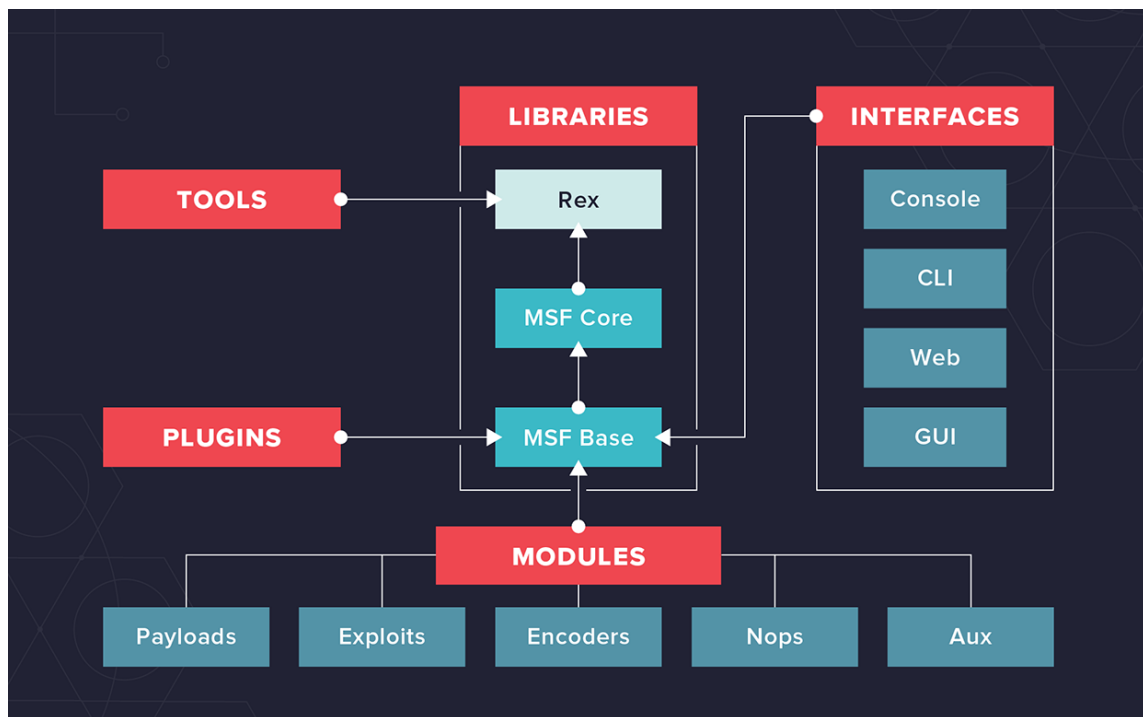 LIBRARIES
INTERFACES
TOOLS
Rex
Console
CLI
MSF Core
Web
PLUGINS
MSF Base
GUI
MODULES
Payloads
Exploits
Encoders
Nops
Aux